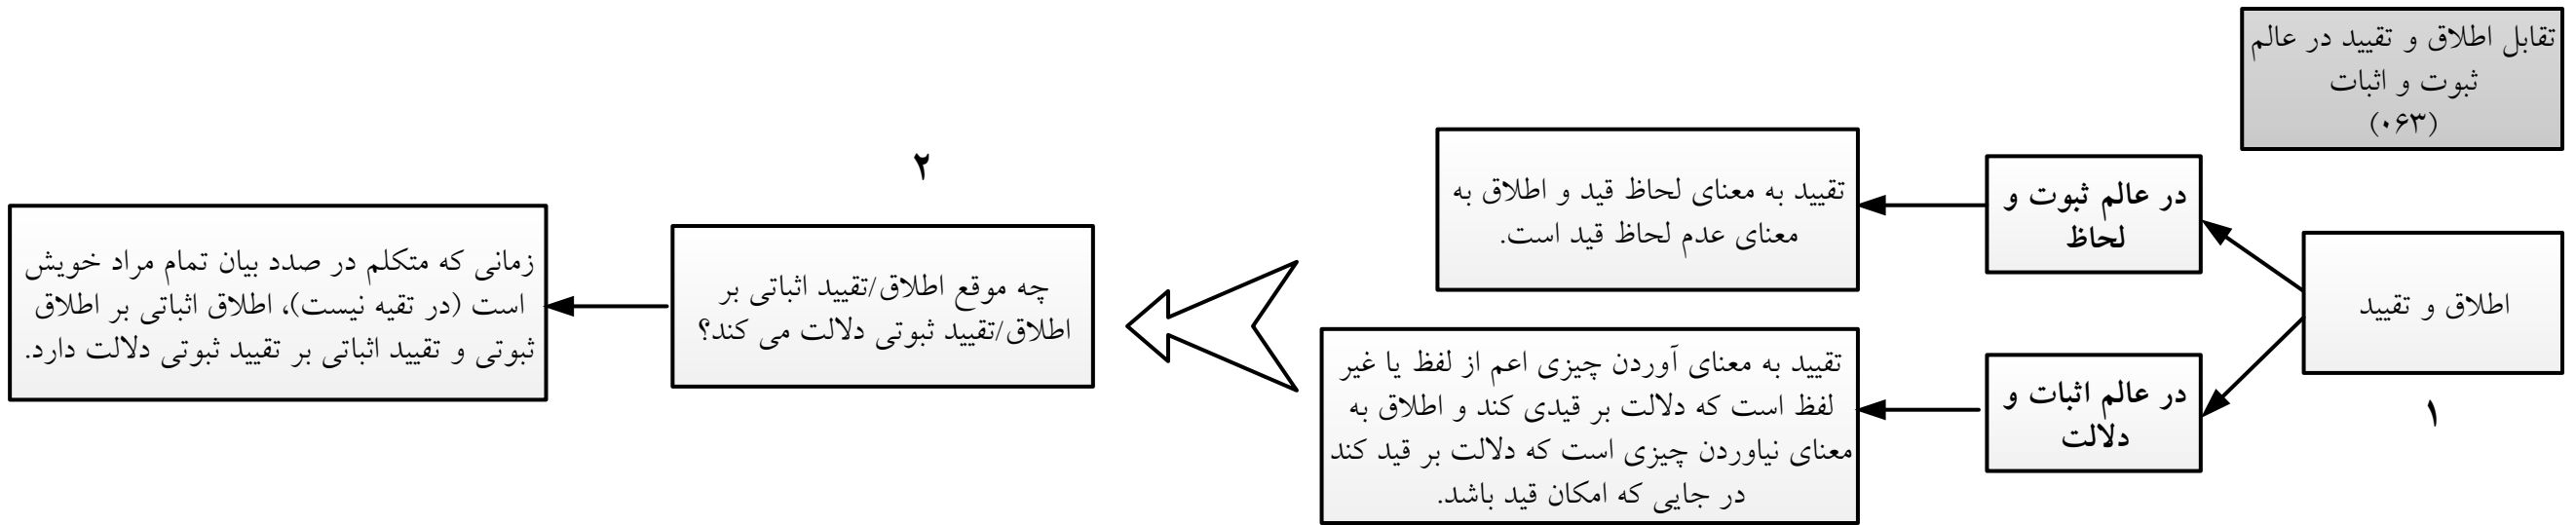 تقابل اطلاق و تقیید در عالم
ثبوت و اثبات
(۰۶۳)
اطلاق و تقیید
۱
در عالم ثبوت و
لحاظ
تقیید به معنای لحاظ قید و اطلاق به
معنای عدم لحاظ قید است.
در عالم اثبات و
دلالت
تقیید به معنای آوردن چیزی اعم از لفظ یا غیر
لفظ است که دلالت بر قیدی کند و اطلاق به
معنای نیاوردن چیزی است که دلالت بر قید کند
در جایی که امکان قید باشد.
۲
چه موقع اطلاق/تقیید اثباتی بر
اطلاق/تقیید ثبوتی دلالت می کند؟
زمانی که متکلم در صدد بیان تمام مراد خویش
است (در تقیه نیست)، اطلاق اثباتی بر اطلاق
ثبوتی و تقیید اثباتی بر تقیید ثبوتی دلالت دارد.